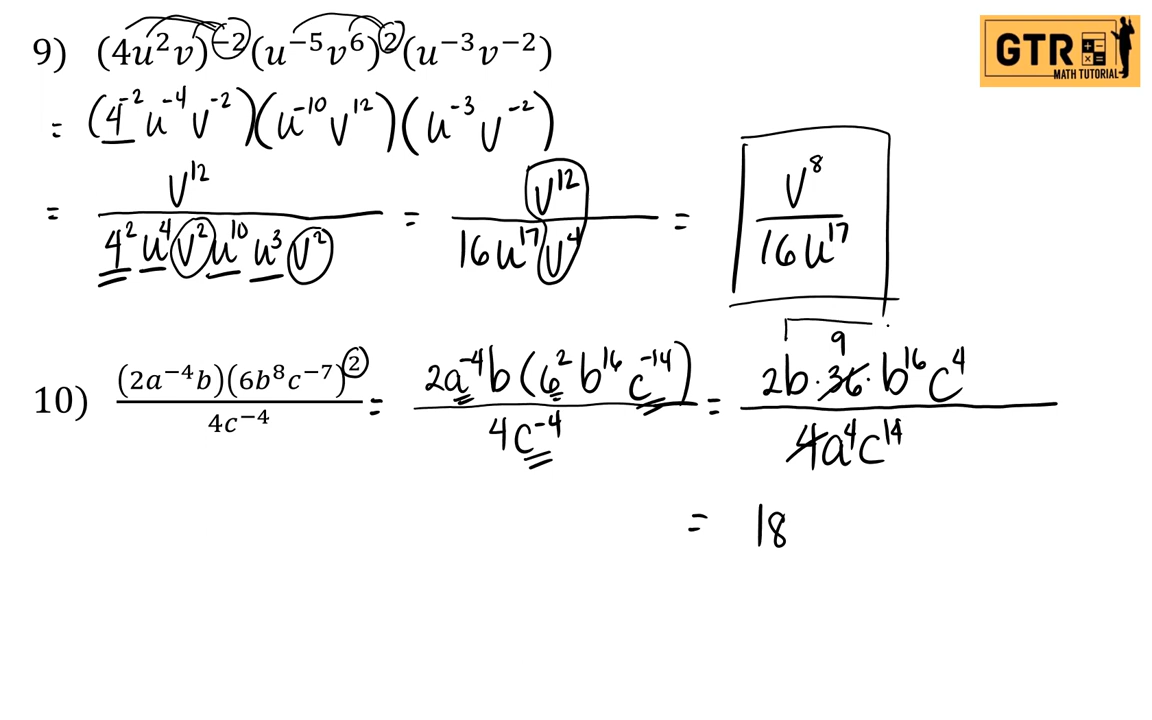 GTR
MATH TUTORIAL
9) (4u²v)⁻²(u⁻⁵v⁶)²(u⁻³v⁻²)
= (4⁻²u⁻⁴v⁻²)(u⁻¹⁰v¹²)(u⁻³v⁻²)
= v¹²/(4²u⁴v²u¹⁰u³v²) = v¹²/(16u¹⁷v⁴) = v⁸/(16u¹⁷)
10) (2a⁻⁴b)(6b⁸c⁻⁷)²/(4c⁻⁴) = 2a⁻⁴b(6²b¹⁶c⁻¹⁴)/(4c⁻⁴) = 2b·36·b¹⁶c⁴/(4a⁴c¹⁴)
9
= 18